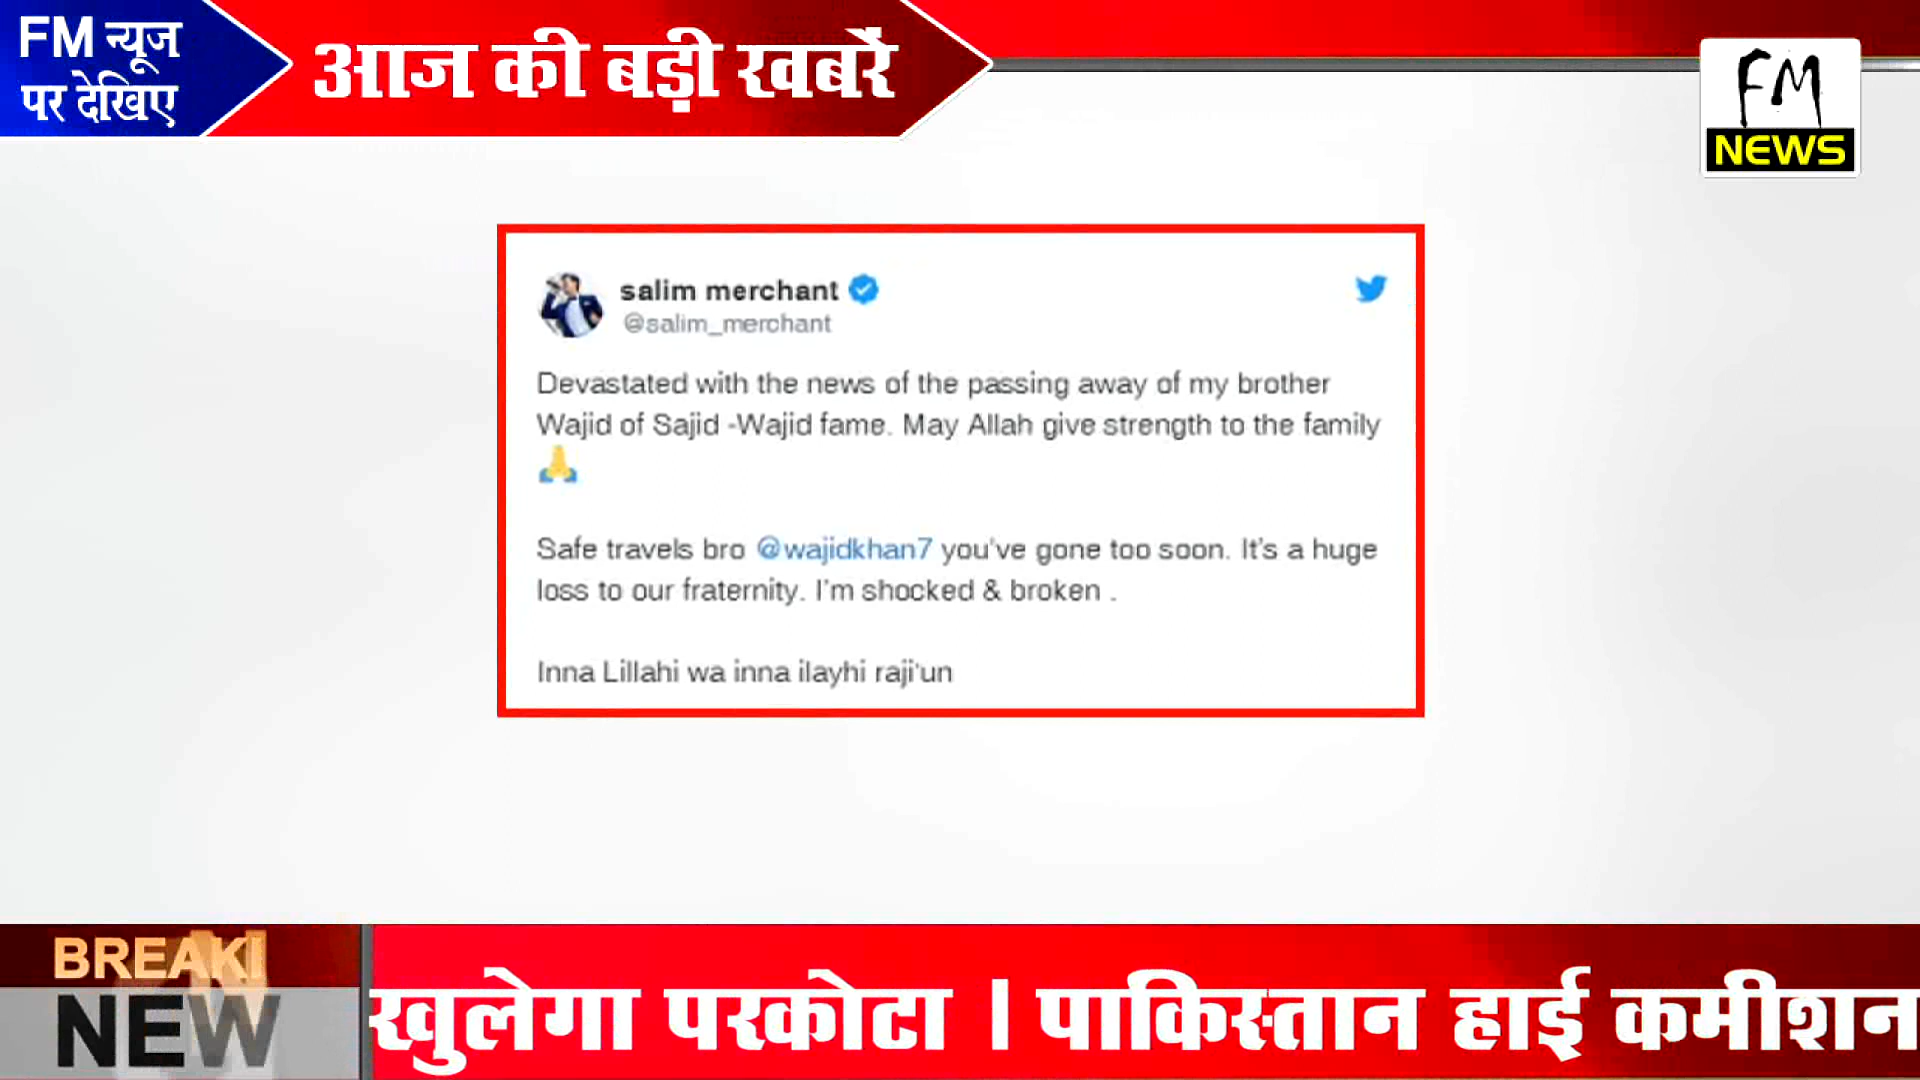 FM न्यूज
पर देखिए
आज की बड़ी खबरें
FM
NEWS
salim merchant
@salim_merchant
Devastated with the news of the passing away of my brother
Wajid of Sajid -Wajid fame. May Allah give strength to the family
🙏
Safe travels bro @wajidkhan7 you've gone too soon. It's a huge
loss to our fraternity. I'm shocked & broken .
Inna Lillahi wa inna ilayhi raji'un
BREAKI
NEW
खुलेगा परकोटा । पाकिस्तान हाई कमीशन